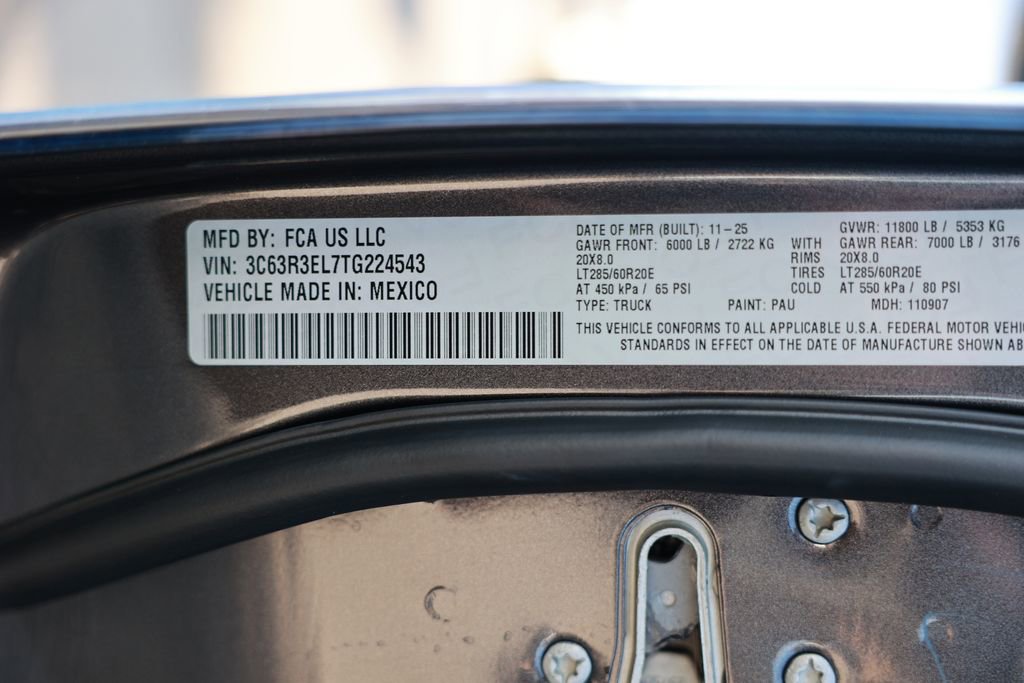 MFD BY: FCA US LLC
VIN: 3C63R3EL7TG224543
VEHICLE MADE IN: MEXICO
DATE OF MFR (BUILT): 11-25 GVWR: 11800 LB / 5353 KG
GAWR FRONT: 6000 LB / 2722 KG WITH GAWR REAR: 7000 LB / 3176
20X8.0 RIMS 20X8.0
LT285/60R20E TIRES LT285/60R20E
AT 450 kPa / 65 PSI COLD AT 550 kPa / 80 PSI
TYPE: TRUCK PAINT: PAU MDH: 110907
THIS VEHICLE CONFORMS TO ALL APPLICABLE U.S.A. FEDERAL MOTOR
STANDARDS IN EFFECT ON THE DATE OF MANUFACTURE SHOWN